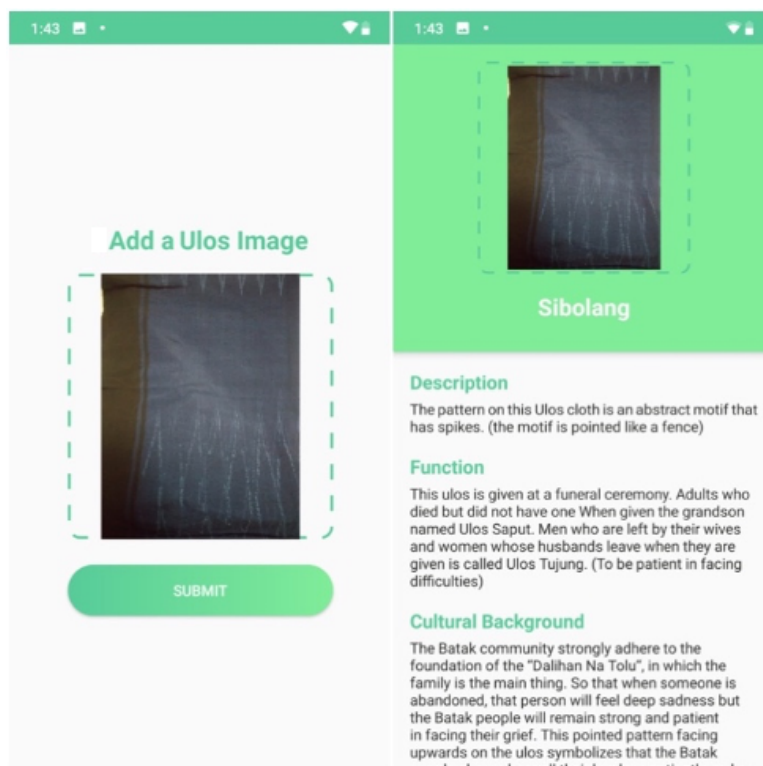 1:43
Add a Ulos Image
SUBMIT
1:43
Sibolang
Description
The pattern on this Ulos cloth is an abstract motif that
has spikes. (the motif is pointed like a fence)
Function
This ulos is given at a funeral ceremony. Adults who
died but did not have one When given the grandson
named Ulos Saput. Men who are left by their wives
and women whose husbands leave when they are
given is called Ulos Tujung. (To be patient in facing
difficulties)
Cultural Background
The Batak community strongly adhere to the
foundation of the “Dalihan Na Tolu”, in which the
family is the main thing. So that when someone is
abandoned, that person will feel deep sadness but
the Batak people will remain strong and patient
in facing their grief. This pointed pattern facing
upwards on the ulos symbolizes that the Batak